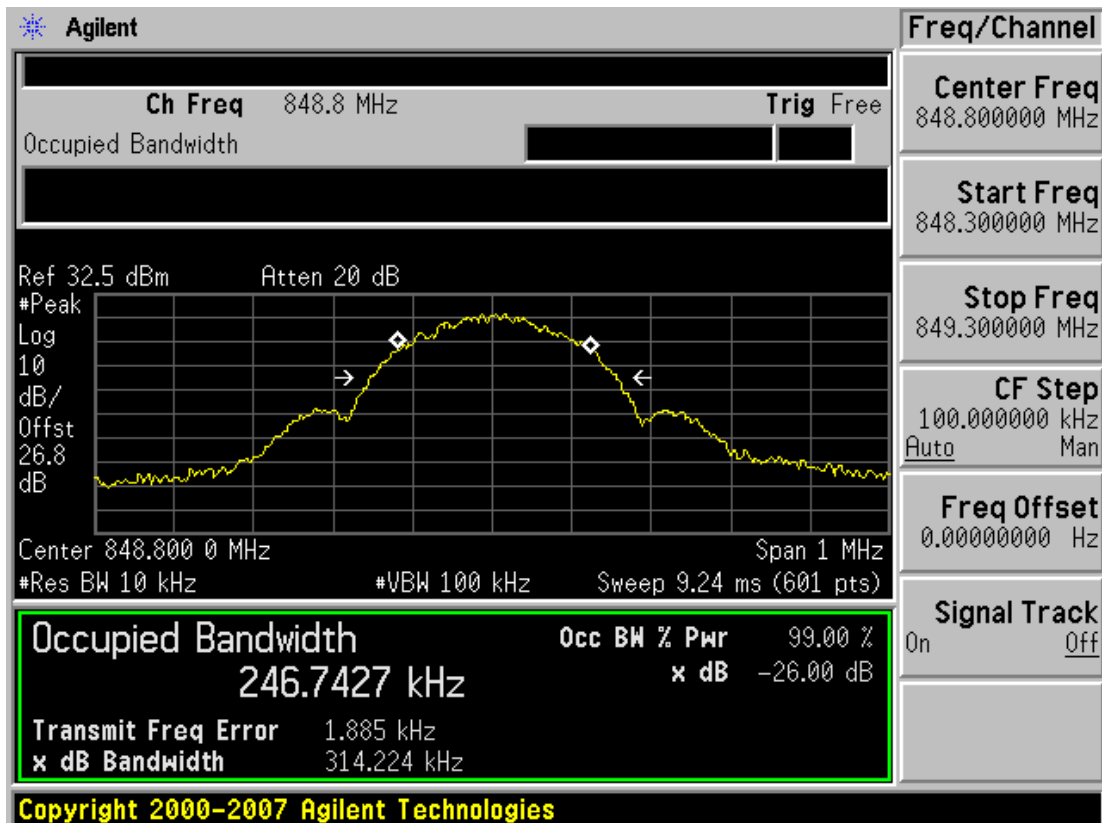 Agilent
Freq/Channel
Ch Freq 848.8 MHz Trig Free
Occupied Bandwidth
Center Freq
848.800000 MHz
Start Freq
848.300000 MHz
Stop Freq
849.300000 MHz
CF Step
100.000000 kHz
Auto Man
Freq Offset
0.00000000 Hz
Signal Track
On Off
Ref 32.5 dBm Atten 20 dB
#Peak
Log
10
dB/
Offst
26.8
dB
Center 848.800 0 MHz Span 1 MHz
#Res BW 10 kHz #VBW 100 kHz Sweep 9.24 ms (601 pts)
Occupied Bandwidth
246.7427 kHz
Occ BW % Pwr 99.00 %
x dB -26.00 dB
Transmit Freq Error 1.885 kHz
x dB Bandwidth 314.224 kHz
Copyright 2000-2007 Agilent Technologies